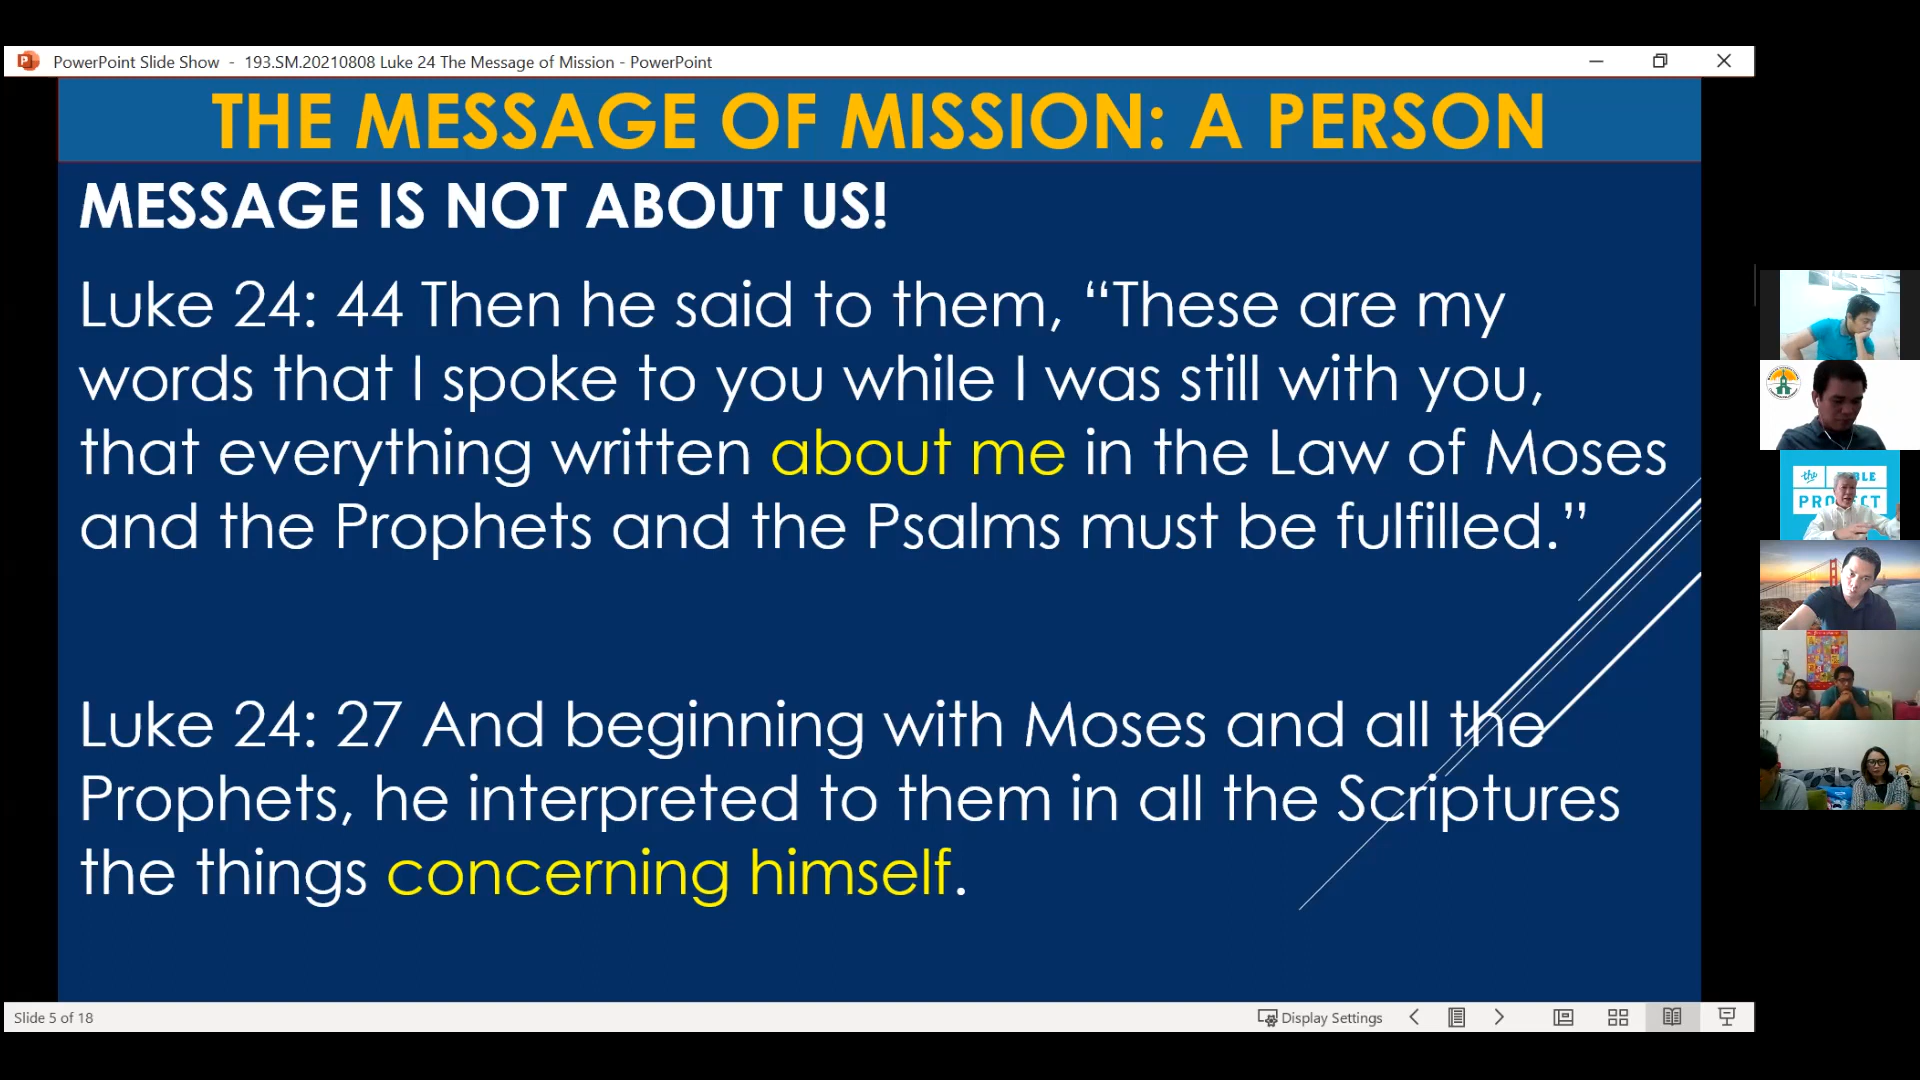 PowerPoint Slide Show - 193.SM.20210808 Luke 24 The Message of Mission - PowerPoint
THE MESSAGE OF MISSION: A PERSON
MESSAGE IS NOT ABOUT US!
Luke 24: 44 Then he said to them, “These are my
words that I spoke to you while I was still with you,
that everything written about me in the Law of Moses
and the Prophets and the Psalms must be fulfilled.”
Luke 24: 27 And beginning with Moses and all the
Prophets, he interpreted to them in all the Scriptures
the things concerning himself.
Slide 5 of 18
Display Settings
the